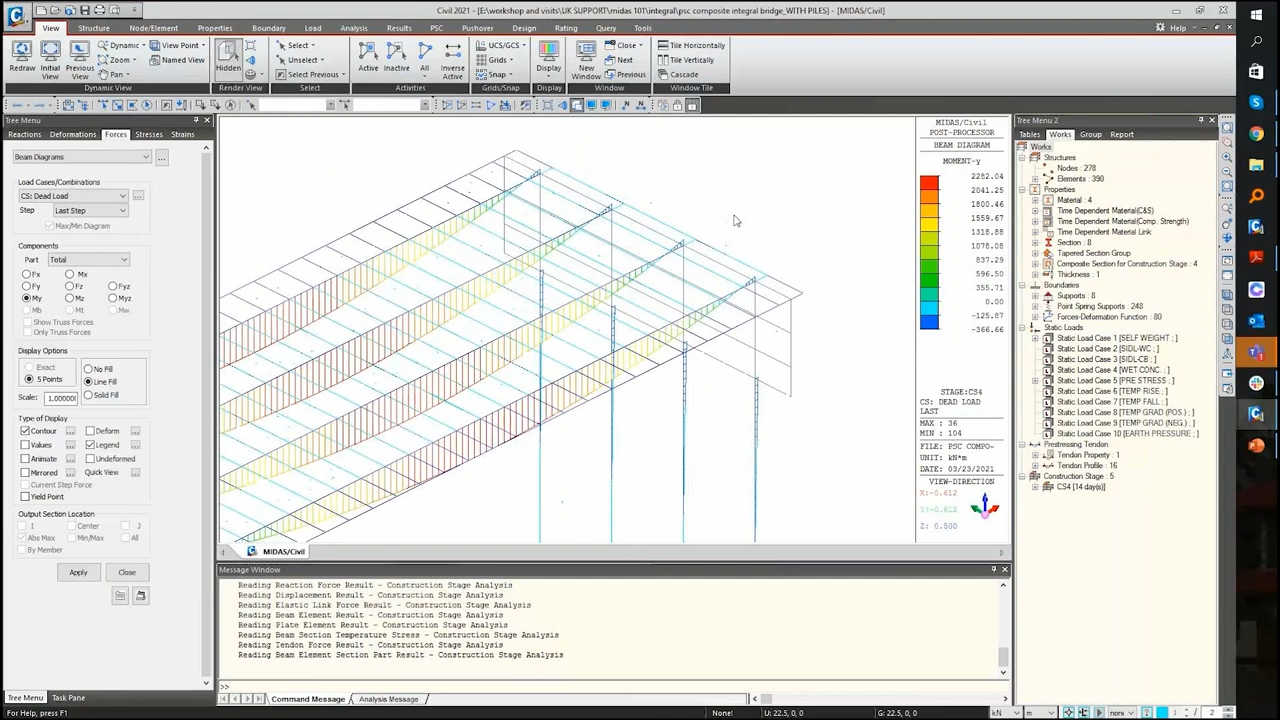 Civil 2021 - [E:\workshop and visits\UK SUPPORT\midas 101\integral\psc composite integral bridge_WITH PILES] - [MIDAS/Civil]
View Structure Node/Element Properties Boundary Load Analysis Results PSC Pushover Design Rating Query Tools Help
Redraw Initial View Previous View Dynamic Zoom Pan View Point Named View
Hidden
Select Unselect Select Previous
Active Inactive All Inverse Active
UCS/GCS Grids Snap
Display
New Window Close Next Previous
Tile Horizontally Tile Vertically Cascade
Dynamic View Render View Select Activities Grids/Snap Display Window Window Tile
Tree Menu
Reactions Deformations Forces Stresses Strains
Beam Diagrams ...
Load Cases/Combinations
CS: Dead Load ...
Step Last Step
Max/Min Diagram
Components
Part Total
Fx Mx
Fy Fz Fyz
My Mz Myz
Mb Mt Mw
Show Truss Forces
Only Truss Forces
Display Options
Exact
5 Points
Scale: 1.00000
No Fill
Line Fill
Solid Fill
Type of Display
Contour Deform
Values Legend
Animate Undeformed
Mirrored Quick View
Current Step Force
Yield Point
Output Section Location
I Center J
Abs Max Min/Max All
By Member
Apply Close
Tree Menu Task Pane
For Help, press F1
MIDAS/Civil
POST-PROCESSOR
BEAM DIAGRAM
MOMENT-y
2282.04
2041.25
1800.46
1559.67
1318.88
1078.08
837.29
596.50
355.71
0.00
-125.87
-366.66
STAGE:CS4
CS: DEAD LOAD
LAST
MAX : 36
MIN : 104
FILE: PSC COMPO~
UNIT: kN*m
DATE: 03/23/2021
VIEW-DIRECTION
X:-0.612
Y:-0.612
Z: 0.500
MIDAS/Civil
Message Window
Reading Reaction Force Result - Construction Stage Analysis
Reading Displacement Result - Construction Stage Analysis
Reading Elastic Link Force Result - Construction Stage Analysis
Reading Beam Element Result - Construction Stage Analysis
Reading Plate Element Result - Construction Stage Analysis
Reading Beam Section Temperature Stress - Construction Stage Analysis
Reading Tendon Force Result - Construction Stage Analysis
Reading Beam Element Section Part Result - Construction Stage Analysis
>>
Command Message Analysis Message
None! U: 22.5, 0, 0 G: 22.5, 0, 0 kN m none ? 1 / 2
Tree Menu 2
Tables Works Group Report
Works
Structures
Nodes : 278
Elements : 390
Properties
Material : 4
Time Dependent Material(C&S)
Time Dependent Material(Comp. Strength)
Time Dependent Material Link
Section : 8
Tapered Section Group
Composite Section for Construction Stage : 4
Thickness : 1
Boundaries
Supports : 8
Point Spring Supports : 248
Forces-Deformation Function : 80
Static Loads
Static Load Case 1 [SELF WEIGHT ; ]
Static Load Case 2 [SIDL-WC ; ]
Static Load Case 3 [SIDL-CB ; ]
Static Load Case 4 [WET CONC. ; ]
Static Load Case 5 [PRE STRESS ; ]
Static Load Case 6 [TEMP RISE ; ]
Static Load Case 7 [TEMP FALL ; ]
Static Load Case 8 [TEMP GRAD (POS.) ; ]
Static Load Case 9 [TEMP GRAD (NEG.) ; ]
Static Load Case 10 [EARTH PRESSURE ; ]
Prestressing Tendon
Tendon Property : 1
Tendon Profile : 16
Construction Stage : 5
CS4 [14 day(s)]